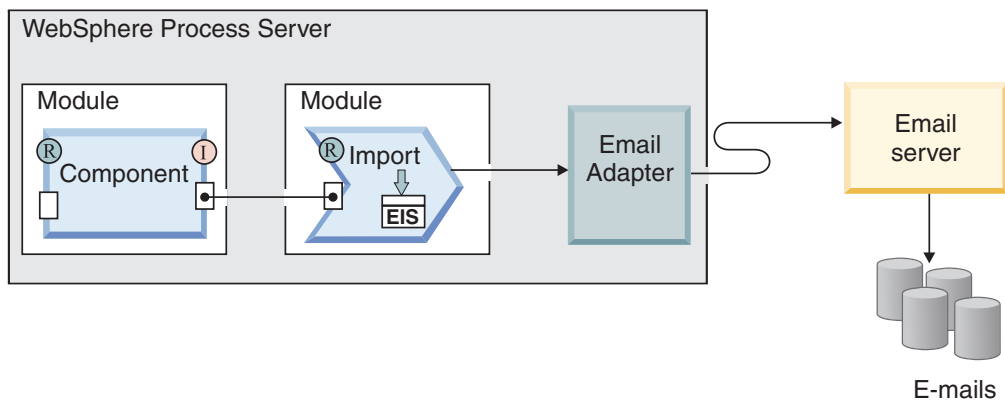 WebSphere Process Server
Module
Module
R
I
Component
R
Import
EIS
Email
Adapter
Email
server
E-mails